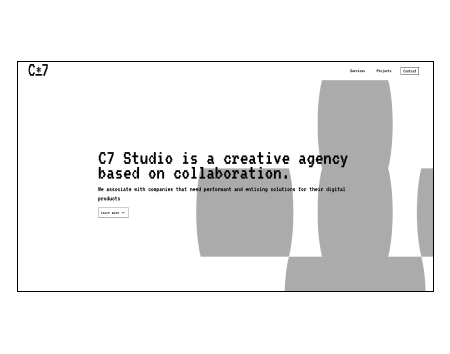 C*7
Services Projects Contact
C7 Studio is a creative agency
based on collaboration.
We associate with companies that need performant and enticing solutions for their digital
products
Learn more